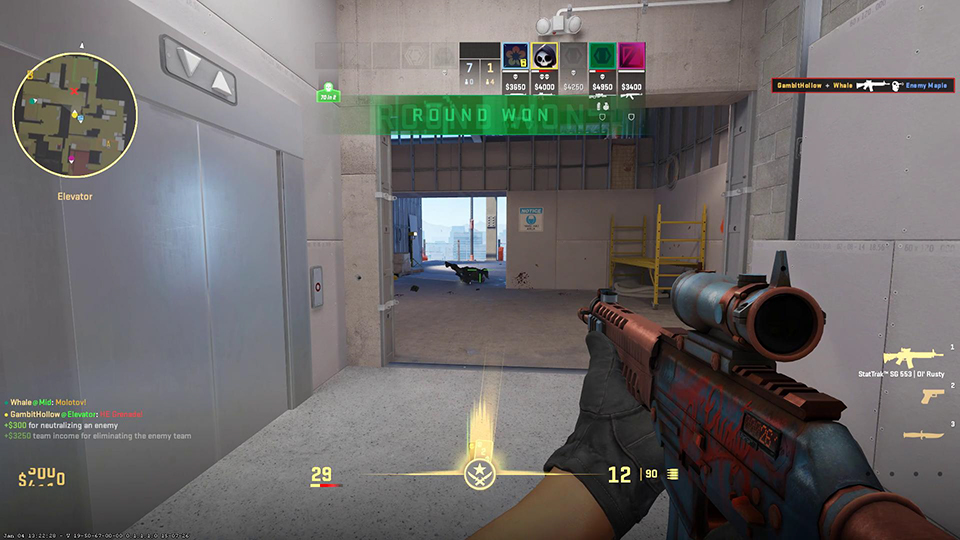 7 1
0 4
$3650 $4000 $4250 $4950 $3400
ROUND WON
GambitHollow + Whale Enemy Maple
Elevator
NOTICE
StatTrak™ SG 553 | Ol' Rusty
1
2
3
Whale@Mid: Molotov!
GambitHollow@Elevator: HE Grenade!
+$300 for neutralizing an enemy
+$3250 team income for eliminating the enemy team
29
12 | 90